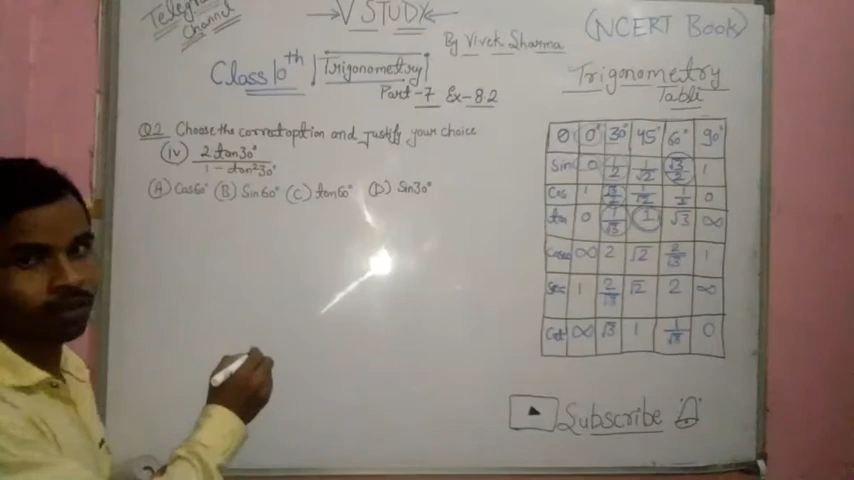 Telegram Channel
V STUDY
By Vivek Sharma
(NCERT Book)
Class 10th | Trigonometry |
Part-7 Ex-8.2
Q2 Choose the correct option and justify your choice
(iv) 2 tan30° / 1 - tan²30°
(A) Cos60° (B) Sin60° (C) tan60° (D) Sin30°
Trigonometry
Tabli
θ 0° 30° 45° 60° 90°
Sin 0 1/2 1/√2 √3/2 1
Cos 1 √3/2 1/√2 1/2 0
tan 0 1/√3 1 √3 ∞
Cosec ∞ 2 √2 2/√3 1
Sec 1 2/√3 √2 2 ∞
Cot ∞ √3 1 1/√3 0
Subscribe